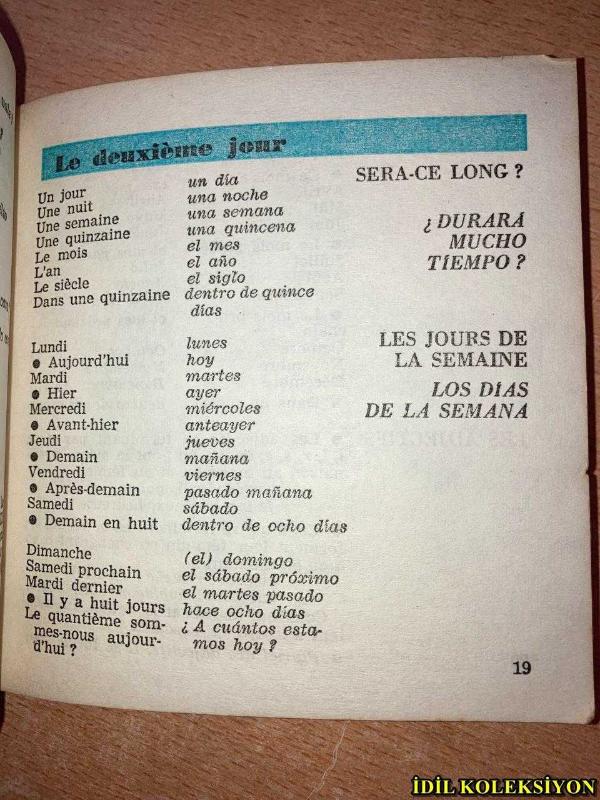 Le deuxième jour
SERA-CE LONG ?
¿DURARÁ
MUCHO
TIEMPO ?
Un jour un día
Une nuit una noche
Une semaine una semana
Une quinzaine una quincena
Le mois el mes
L'an el año
Le siècle el siglo
Dans une quinzaine dentro de quince
días
LES JOURS DE
LA SEMAINE
LOS DÍAS
DE LA SEMANA
Lundi lunes
● Aujourd'hui hoy
Mardi martes
● Hier ayer
Mercredi miércoles
● Avant-hier anteayer
Jeudi jueves
● Demain mañana
Vendredi viernes
● Après-demain pasado mañana
Samedi sábado
● Demain en huit dentro de ocho días
Dimanche (el) domingo
Samedi prochain el sábado próximo
Mardi dernier el martes pasado
● Il y a huit jours hace ocho días
Le quantième som- ¿A cuántos esta-
mes-nous aujour- mos hoy ?
d'hui ?
19
İDİL KOLEKSİYON